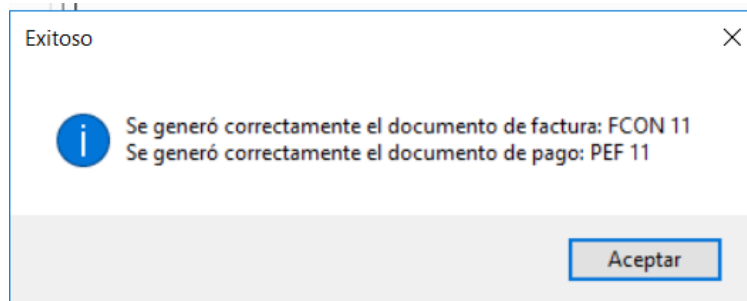 Exitoso
Se generó correctamente el documento de factura: FCON 11
Se generó correctamente el documento de pago: PEF 11
Aceptar